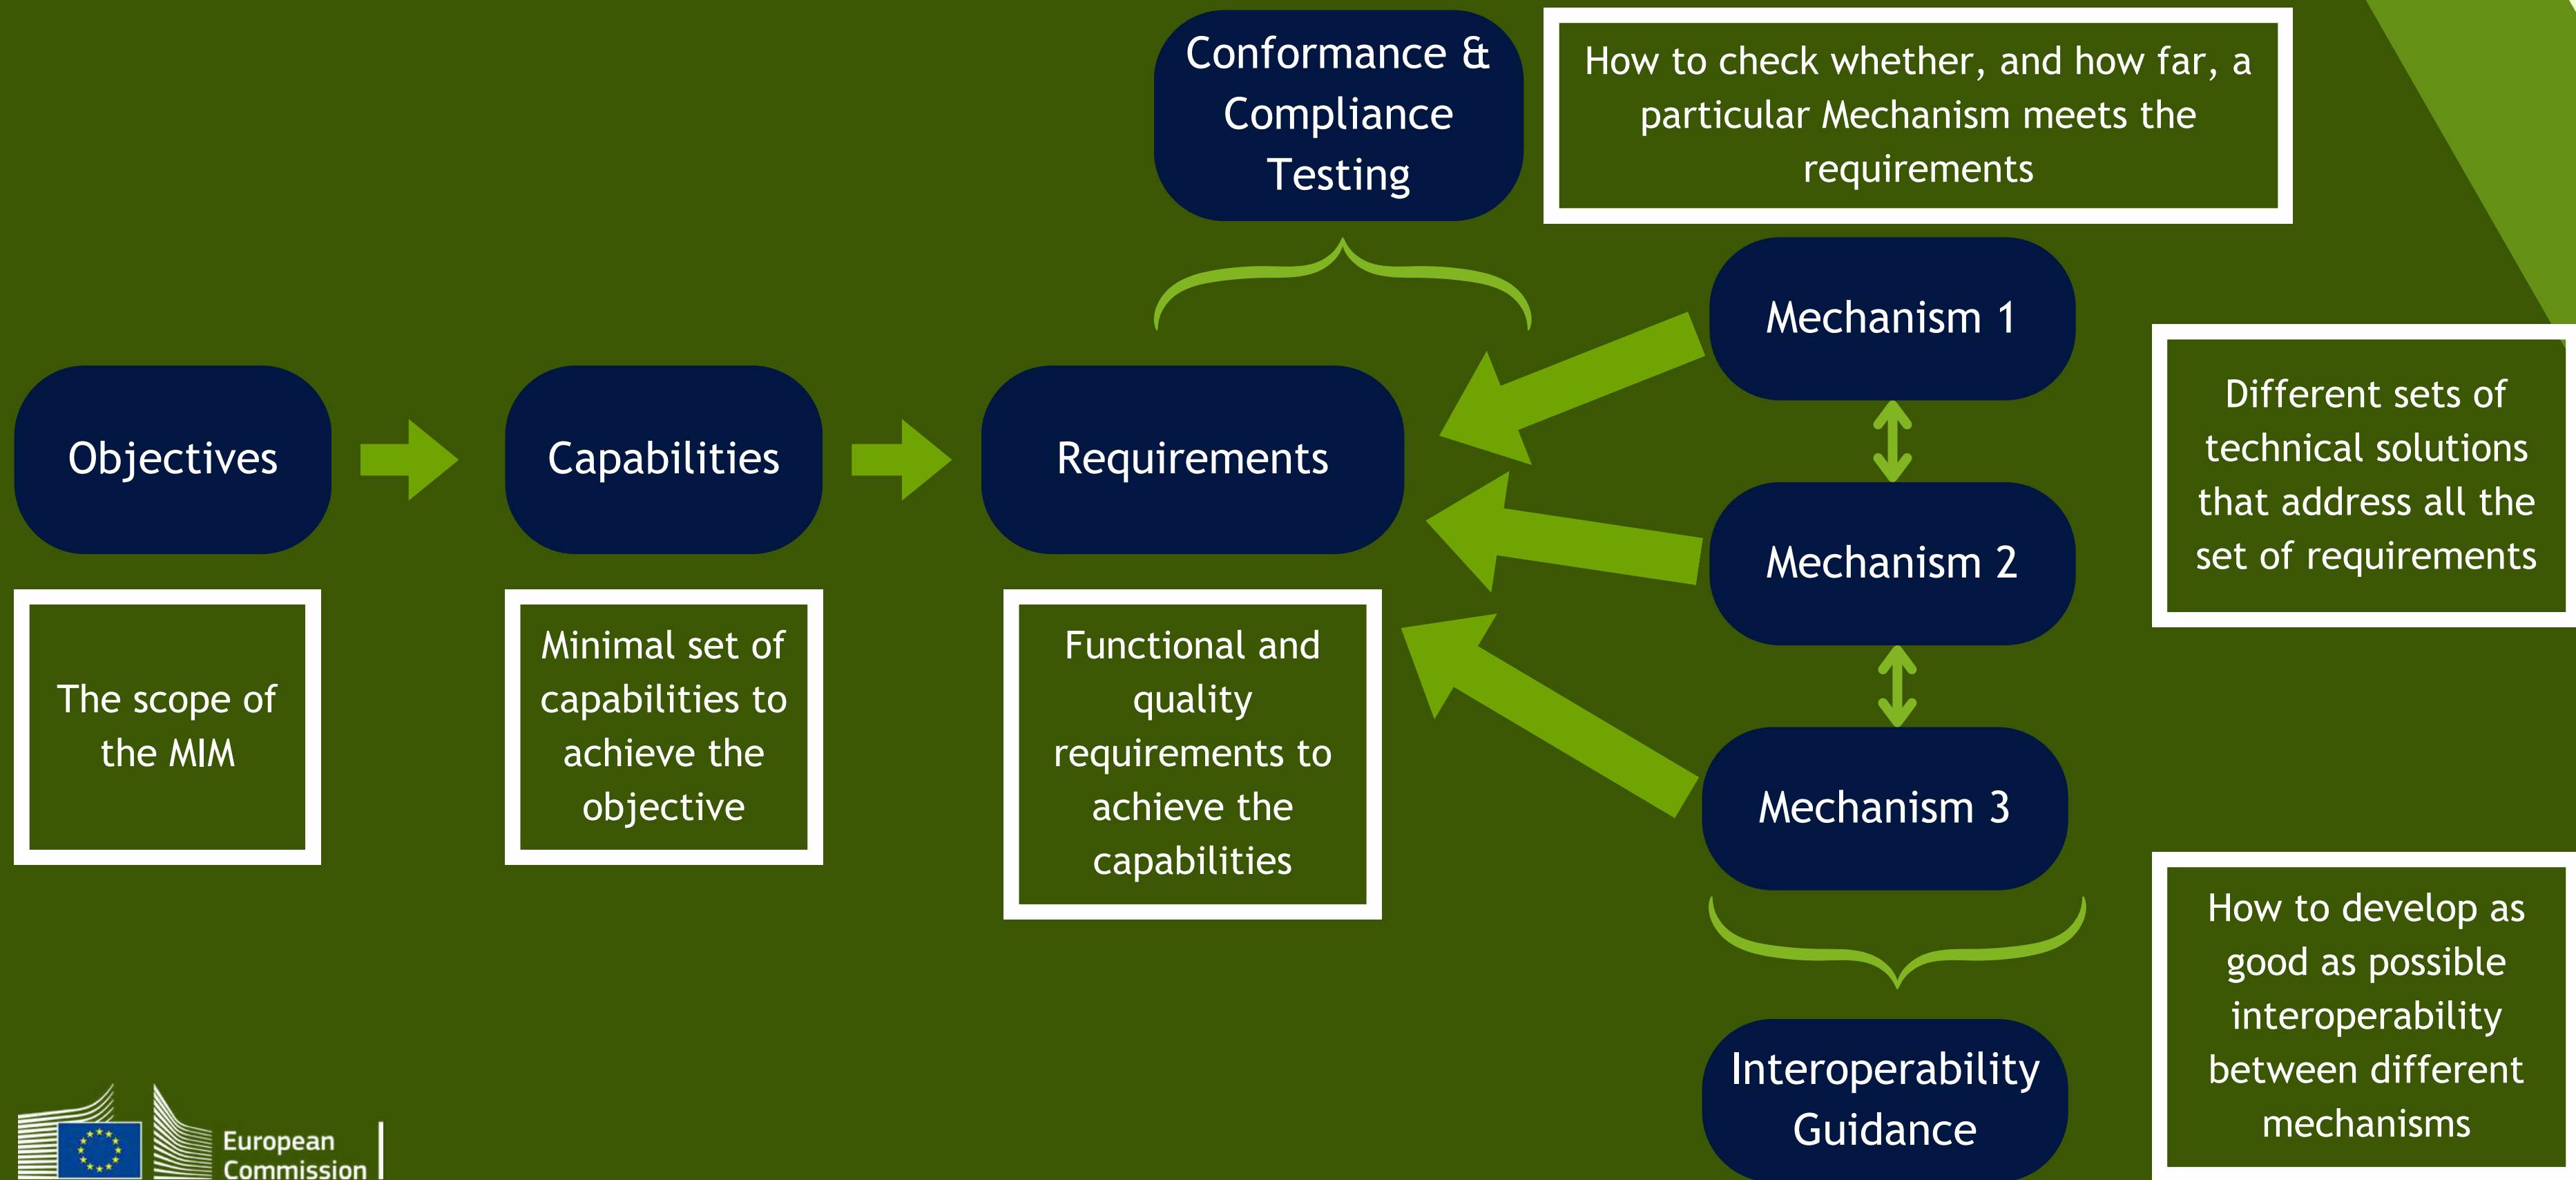 Conformance &
Compliance
Testing
How to check whether, and how far, a
particular Mechanism meets the
requirements
Objectives
Capabilities
Requirements
Mechanism 1
Mechanism 2
Mechanism 3
Different sets of
technical solutions
that address all the
set of requirements
The scope of
the MIM
Minimal set of
capabilities to
achieve the
objective
Functional and
quality
requirements to
achieve the
capabilities
Interoperability
Guidance
How to develop as
good as possible
interoperability
between different
mechanisms
European
Commission